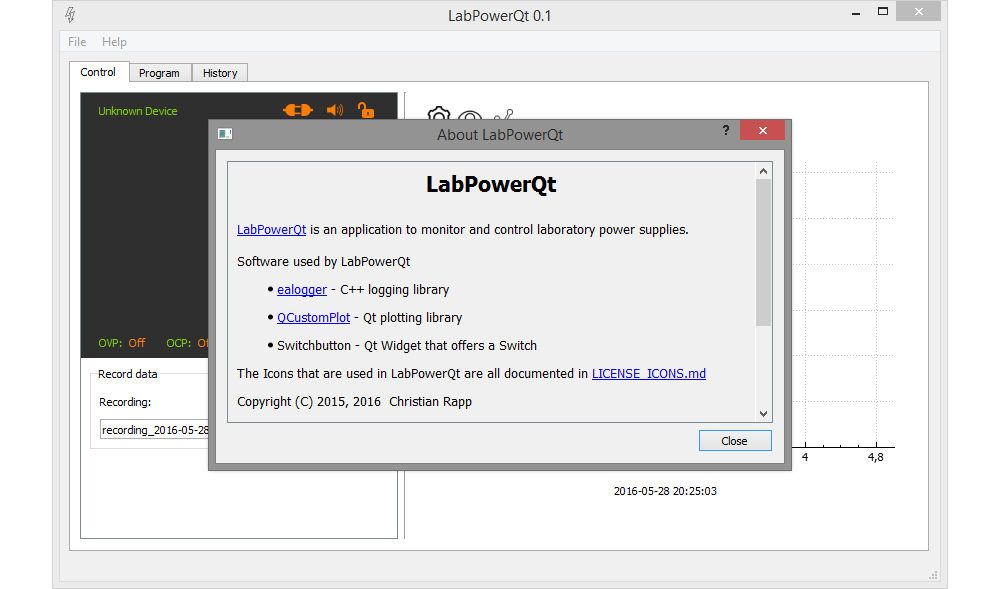 LabPowerQt 0.1
File Help
Control Program History
Unknown Device
About LabPowerQt
?
LabPowerQt
LabPowerQt is an application to monitor and control laboratory power supplies.
Software used by LabPowerQt
• ealogger - C++ logging library
• QCustomPlot - Qt plotting library
• Switchbutton - Qt Widget that offers a Switch
The Icons that are used in LabPowerQt are all documented in LICENSE_ICONS.md
Copyright (C) 2015, 2016 Christian Rapp
Close
OVP: Off OCP:
Record data
Recording:
recording_2016-05-28
4 4,8
2016-05-28 20:25:03